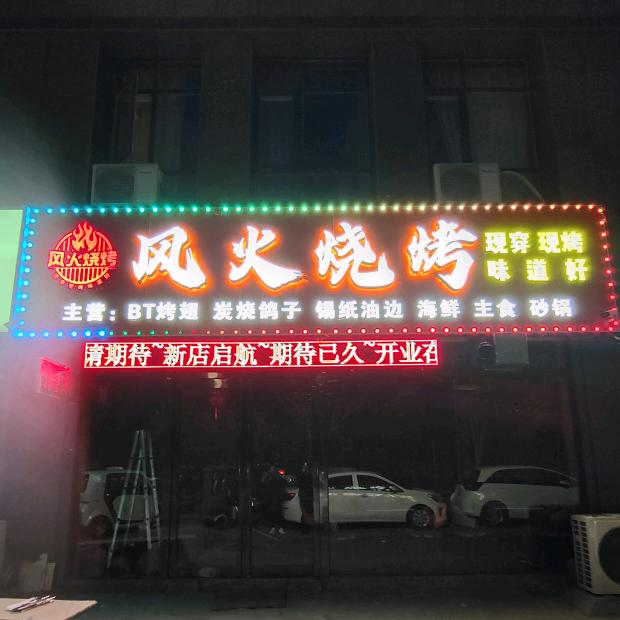 风火烧烤
风火烧烤
现穿 现烤
味道好
主营：BT烤翅 炭烧鸽子 锡纸油边 海鲜 主食 砂锅
请期待~新店启航~期待已久~开业在